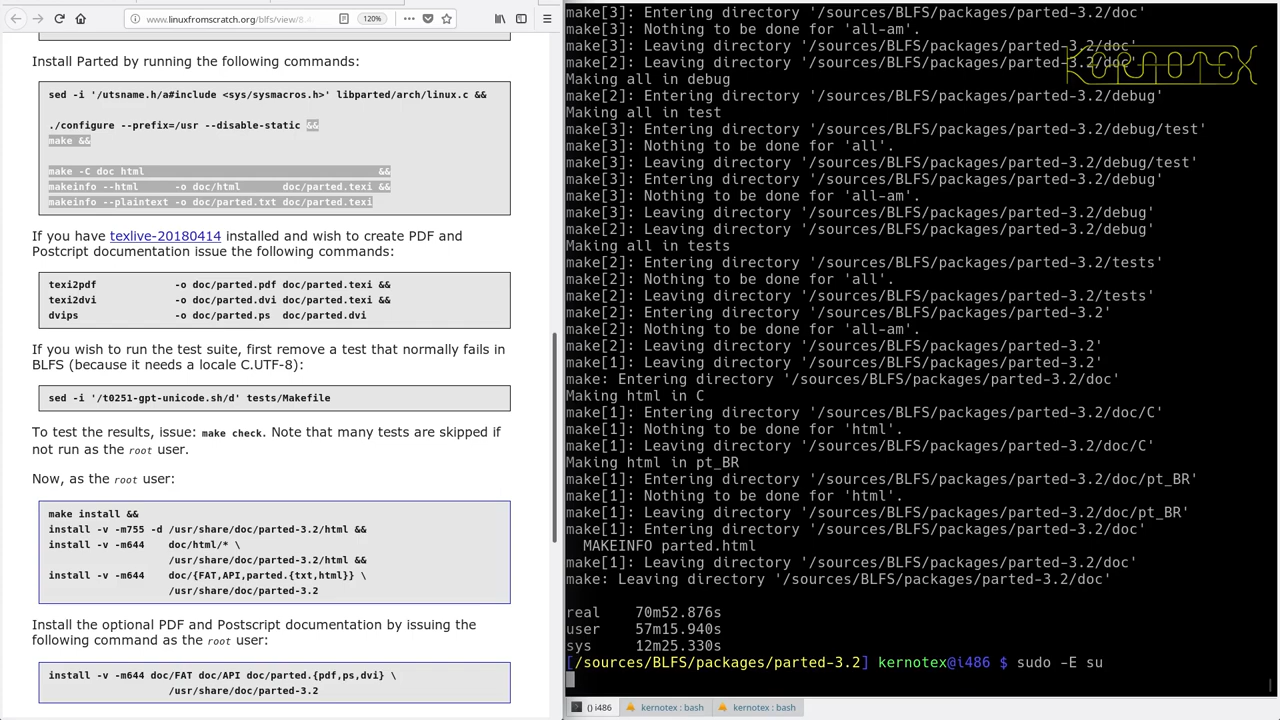 www.linuxfromscratch.org/blfs/view/8.4
120%
Install Parted by running the following commands:
sed -i '/utsname.h/a#include <sys/sysmacros.h>' libparted/arch/linux.c &&
./configure --prefix=/usr --disable-static &&
make &&
make -C doc html                                       &&
makeinfo --html      -o doc/html       doc/parted.texi &&
makeinfo --plaintext -o doc/parted.txt doc/parted.texi
If you have texlive-20180414 installed and wish to create PDF and
Postcript documentation issue the following commands:
texi2pdf             -o doc/parted.pdf doc/parted.texi &&
texi2dvi             -o doc/parted.dvi doc/parted.texi &&
dvips                -o doc/parted.ps  doc/parted.dvi
If you wish to run the test suite, first remove a test that normally fails in
BLFS (because it needs a locale C.UTF-8):
sed -i '/t0251-gpt-unicode.sh/d' tests/Makefile
To test the results, issue: make check. Note that many tests are skipped if
not run as the root user.
Now, as the root user:
make install &&
install -v -m755 -d /usr/share/doc/parted-3.2/html &&
install -v -m644    doc/html/* \
                    /usr/share/doc/parted-3.2/html &&
install -v -m644    doc/{FAT,API,parted.{txt,html}} \
                    /usr/share/doc/parted-3.2
Install the optional PDF and Postscript documentation by issuing the
following command as the root user:
install -v -m644 doc/FAT doc/API doc/parted.{pdf,ps,dvi} \
                    /usr/share/doc/parted-3.2
make[3]: Entering directory '/sources/BLFS/packages/parted-3.2/doc'
make[3]: Nothing to be done for 'all-am'.
make[3]: Leaving directory '/sources/BLFS/packages/parted-3.2/doc'
make[2]: Leaving directory '/sources/BLFS/packages/parted-3.2/doc'
Making all in debug
make[2]: Entering directory '/sources/BLFS/packages/parted-3.2/debug'
Making all in test
make[3]: Entering directory '/sources/BLFS/packages/parted-3.2/debug/test'
make[3]: Nothing to be done for 'all'.
make[3]: Leaving directory '/sources/BLFS/packages/parted-3.2/debug/test'
make[3]: Entering directory '/sources/BLFS/packages/parted-3.2/debug'
make[3]: Nothing to be done for 'all-am'.
make[3]: Leaving directory '/sources/BLFS/packages/parted-3.2/debug'
make[2]: Leaving directory '/sources/BLFS/packages/parted-3.2/debug'
Making all in tests
make[2]: Entering directory '/sources/BLFS/packages/parted-3.2/tests'
make[2]: Nothing to be done for 'all'.
make[2]: Leaving directory '/sources/BLFS/packages/parted-3.2/tests'
make[2]: Entering directory '/sources/BLFS/packages/parted-3.2'
make[2]: Nothing to be done for 'all-am'.
make[2]: Leaving directory '/sources/BLFS/packages/parted-3.2'
make[1]: Leaving directory '/sources/BLFS/packages/parted-3.2'
make: Entering directory '/sources/BLFS/packages/parted-3.2/doc'
Making html in C
make[1]: Entering directory '/sources/BLFS/packages/parted-3.2/doc/C'
make[1]: Nothing to be done for 'html'.
make[1]: Leaving directory '/sources/BLFS/packages/parted-3.2/doc/C'
Making html in pt_BR
make[1]: Entering directory '/sources/BLFS/packages/parted-3.2/doc/pt_BR'
make[1]: Nothing to be done for 'html'.
make[1]: Leaving directory '/sources/BLFS/packages/parted-3.2/doc/pt_BR'
make[1]: Entering directory '/sources/BLFS/packages/parted-3.2/doc'
  MAKEINFO parted.html
make[1]: Leaving directory '/sources/BLFS/packages/parted-3.2/doc'
make: Leaving directory '/sources/BLFS/packages/parted-3.2/doc'
real    70m52.876s
user    57m15.940s
sys     12m25.330s
[/sources/BLFS/packages/parted-3.2] kernotex@i486 $ sudo -E su
KERNOTEX
() i486
kernotex : bash
kernotex : bash